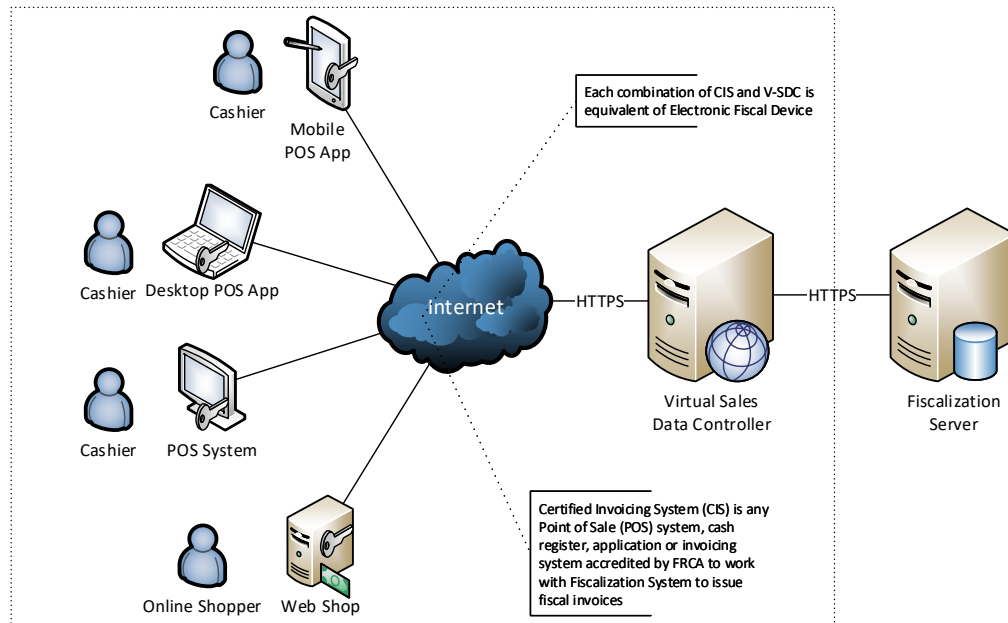 Cashier
Mobile
POS App
Each combination of CIS and V-SDC is
equivalent of Electronic Fiscal Device
Cashier
Desktop POS App
internet
HTTPS
HTTPS
Virtual Sales
Data Controller
Fiscalization
Server
Cashier
POS System
Certified Invoicing System (CIS) is any
Point of Sale (POS) system, cash
register, application or invoicing
system accredited by FRCA to work
with Fiscalization System to issue
fiscal invoices
Online Shopper
Web Shop